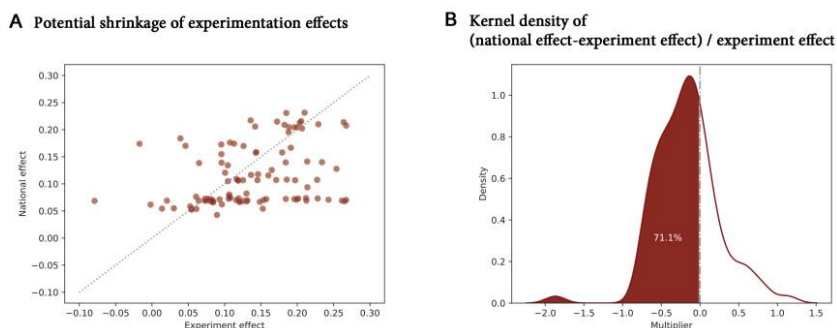 A Potential shrinkage of experimentation effects
0.30
0.25
0.20
0.15
0.10
0.05
0.00
−0.05
−0.10
National effect
−0.10 −0.05 0.00 0.05 0.10 0.15 0.20 0.25 0.30
Experiment effect
B Kernel density of
(national effect-experiment effect) / experiment effect
1.0
0.8
0.6
0.4
0.2
0.0
Density
71.1%
−2.0 −1.5 −1.0 −0.5 0.0 0.5 1.0 1.5
Multiplier